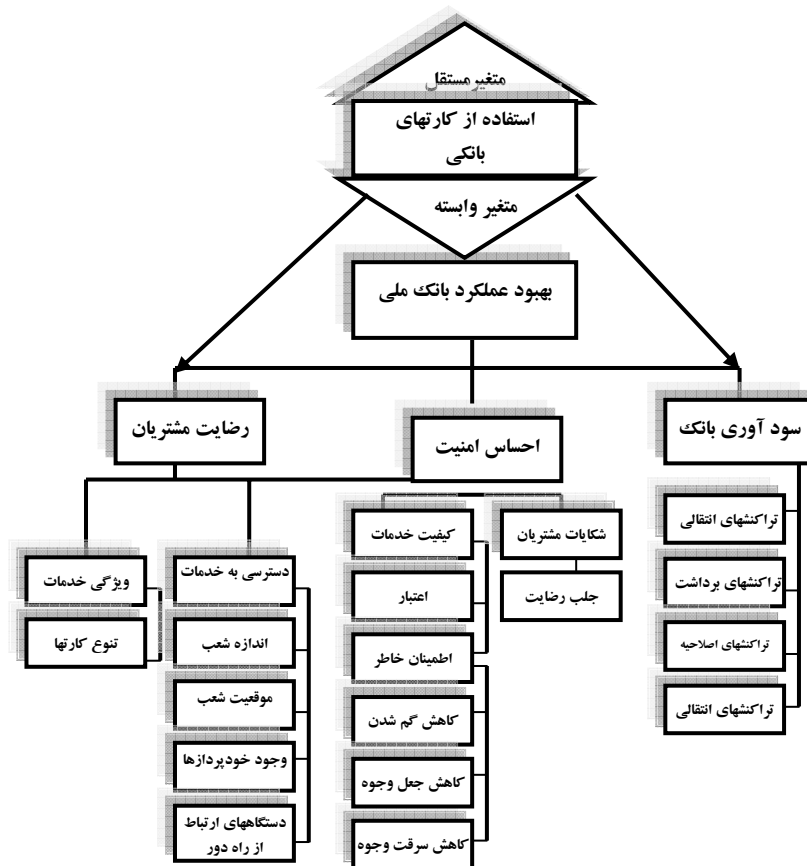 متغیر مستقل
استفاده از کارتهای
بانکی
متغیر وابسته
بهبود عملکرد بانک ملی
رضایت مشتریان
احساس امنیت
سود آوری بانک
ویژگی خدمات
تنوع کارتها
دسترسی به خدمات
اندازه شعب
موقعیت شعب
وجود خودپردازها
دستگاههای ارتباط
از راه دور
کیفیت خدمات
اعتبار
اطمینان خاطر
کاهش گم شدن
کاهش جعل وجوه
کاهش سرقت وجوه
شکایات مشتریان
جلب رضایت
تراکنشهای انتقالی
تراکنشهای برداشت
تراکنشهای اصلاحیه
تراکنشهای انتقالی